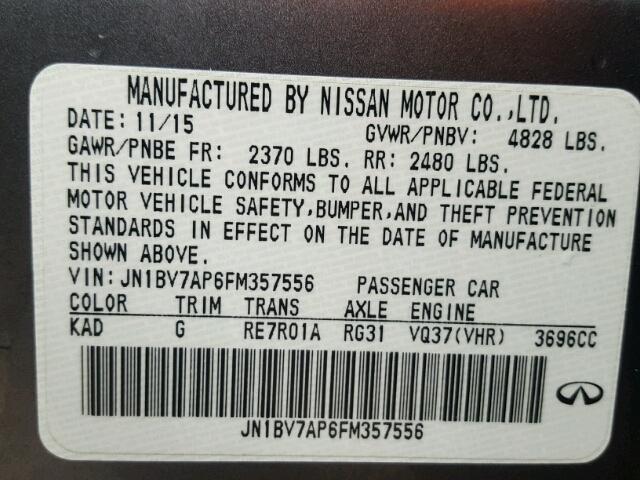 MANUFACTURED BY NISSAN MOTOR CO.,LTD.
DATE: 11/15 GVWR/PNBV: 4828 LBS.
GAWR/PNBE FR: 2370 LBS. RR: 2480 LBS.
THIS VEHICLE CONFORMS TO ALL APPLICABLE FEDERAL
MOTOR VEHICLE SAFETY,BUMPER,AND THEFT PREVENTION
STANDARDS IN EFFECT ON THE DATE OF MANUFACTURE
SHOWN ABOVE.
VIN: JN1BV7AP6FM357556 PASSENGER CAR
COLOR TRIM TRANS AXLE ENGINE
KAD G RE7R01A RG31 VQ37(VHR) 3696CC
JN1BV7AP6FM357556